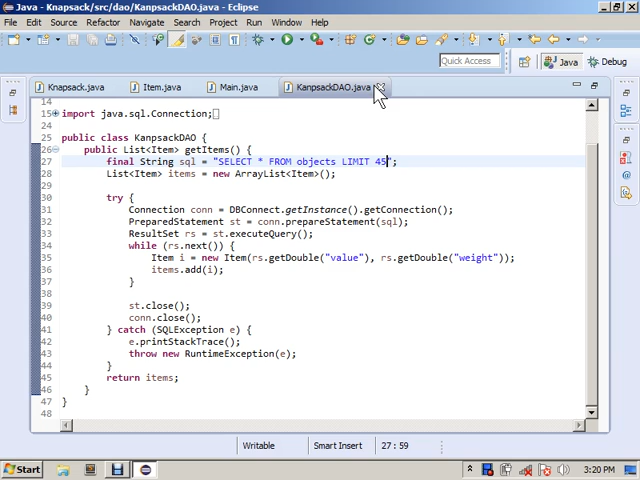 Java - Knapsack/src/dao/KanpsackDAO.java - Eclipse
File Edit Source Refactor Navigate Search Project Run Window Help
Quick Access Java Debug
Knapsack.java Item.java Main.java KanpsackDAO.java
14
15 import java.sql.Connection;
24
25 public class KanpsackDAO {
26 public List<Item> getItems() {
27 final String sql = "SELECT * FROM objects LIMIT 45";
28 List<Item> items = new ArrayList<Item>();
29
30 try {
31 Connection conn = DBConnect.getInstance().getConnection();
32 PreparedStatement st = conn.prepareStatement(sql);
33 ResultSet rs = st.executeQuery();
34 while (rs.next()) {
35 Item i = new Item(rs.getDouble("value"), rs.getDouble("weight"));
36 items.add(i);
37 }
38
39 st.close();
40 conn.close();
41 } catch (SQLException e) {
42 e.printStackTrace();
43 throw new RuntimeException(e);
44 }
45 return items;
46 }
47 }
48
Writable Smart Insert 27 : 59
Start 3:20 PM